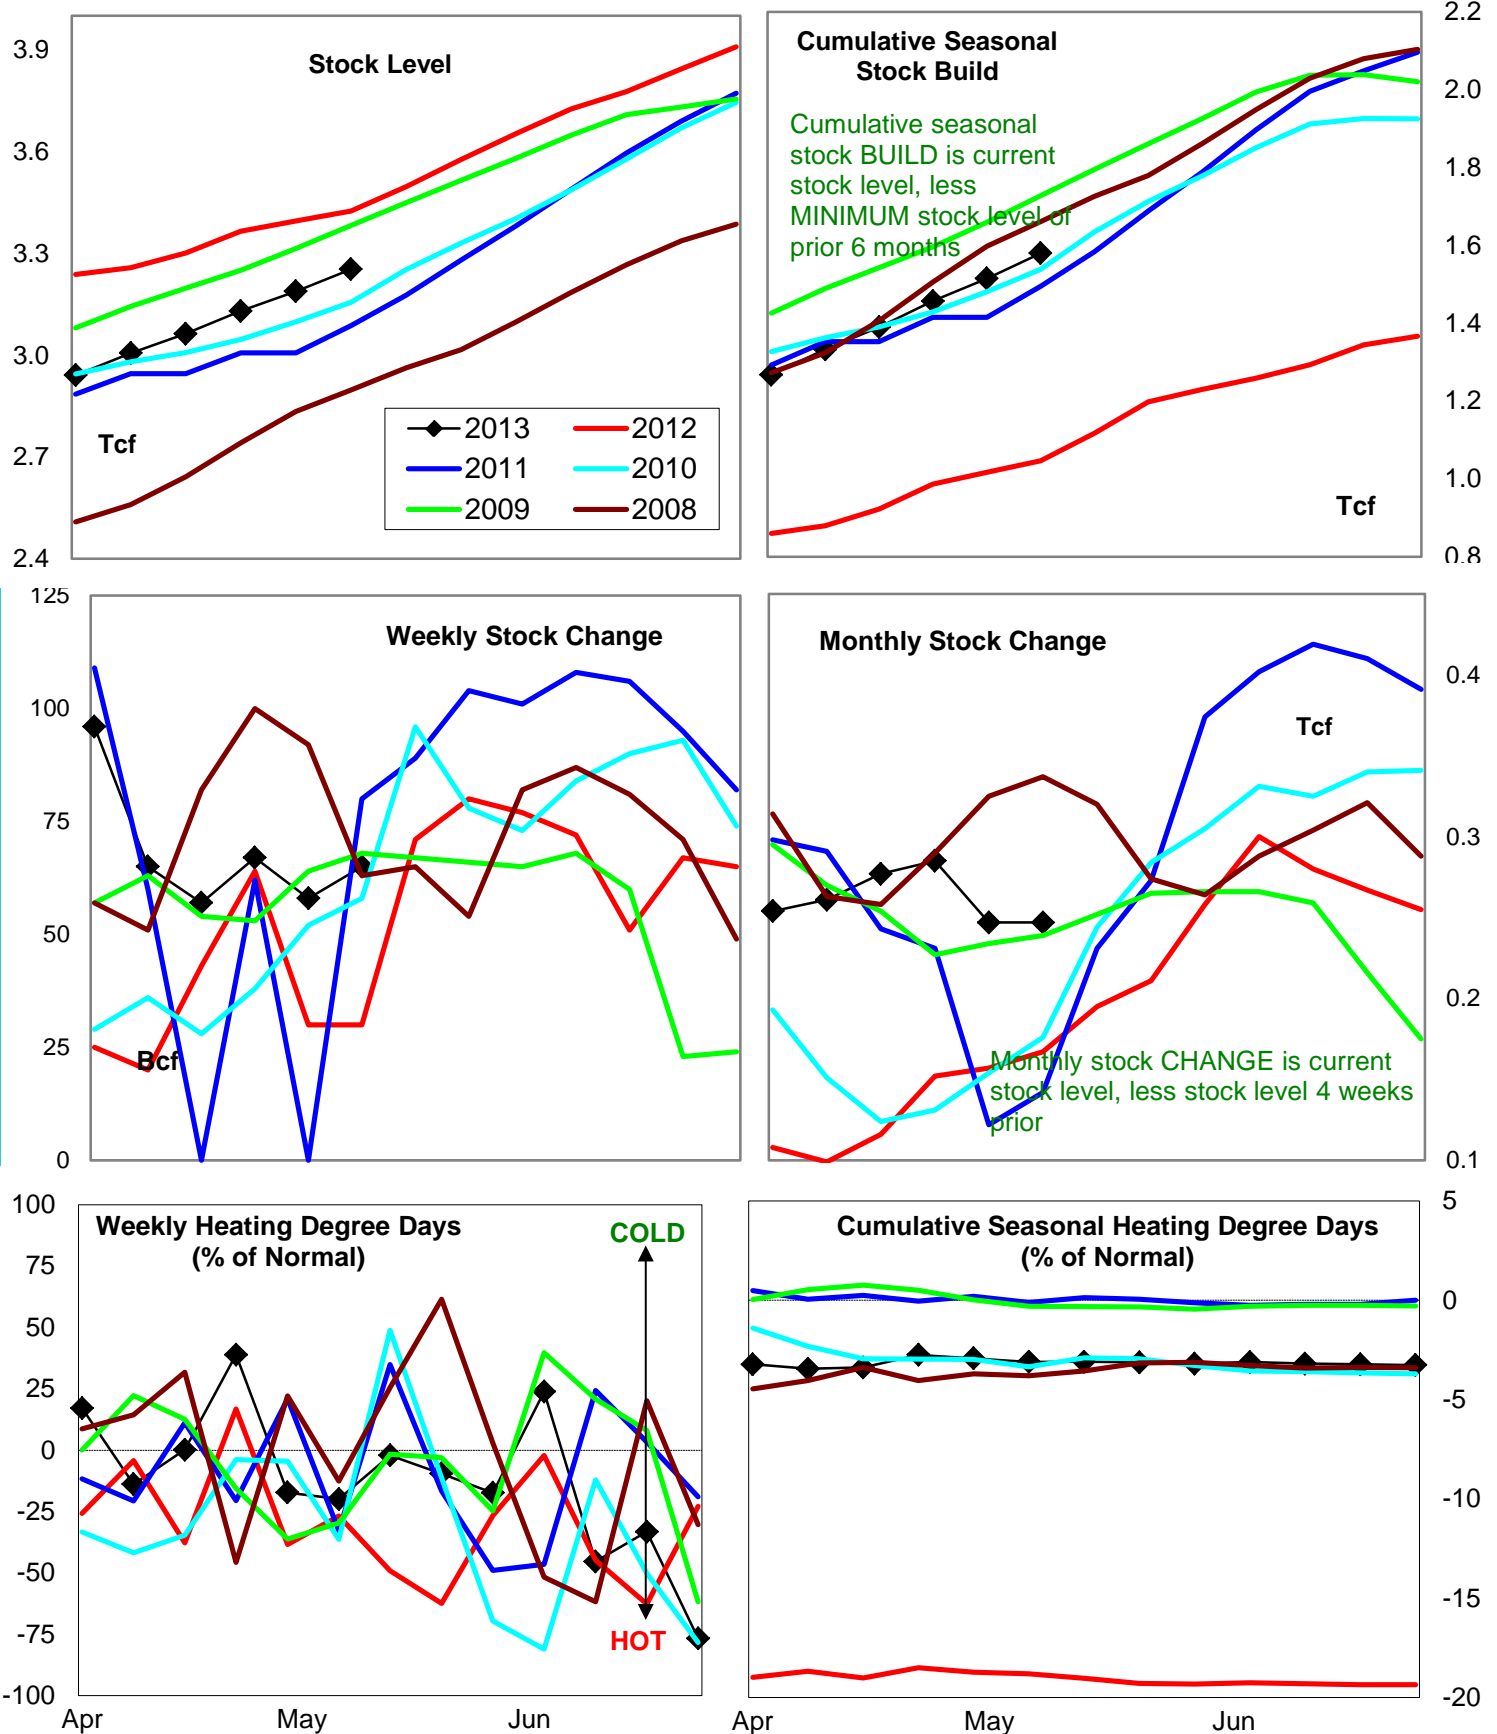 Stock Level
3.9
3.6
3.3
3.0
2.7
2.4
Tcf
2013
2012
2011
2010
2009
2008
Cumulative Seasonal
Stock Build
Cumulative seasonal
stock BUILD is current
stock level, less
MINIMUM stock level of
prior 6 months
Tcf
2.2
2.0
1.8
1.6
1.4
1.2
1.0
0.8
Weekly Stock Change
125
100
75
50
25
0
Bcf
Monthly Stock Change
Tcf
0.4
0.3
0.2
0.1
Monthly stock CHANGE is current
stock level, less stock level 4 weeks
prior
Weekly Heating Degree Days
(% of Normal)
COLD
HOT
100
75
50
25
0
-25
-50
-75
-100
Apr
May
Jun
Cumulative Seasonal Heating Degree Days
(% of Normal)
5
0
-5
-10
-15
-20
Apr
May
Jun